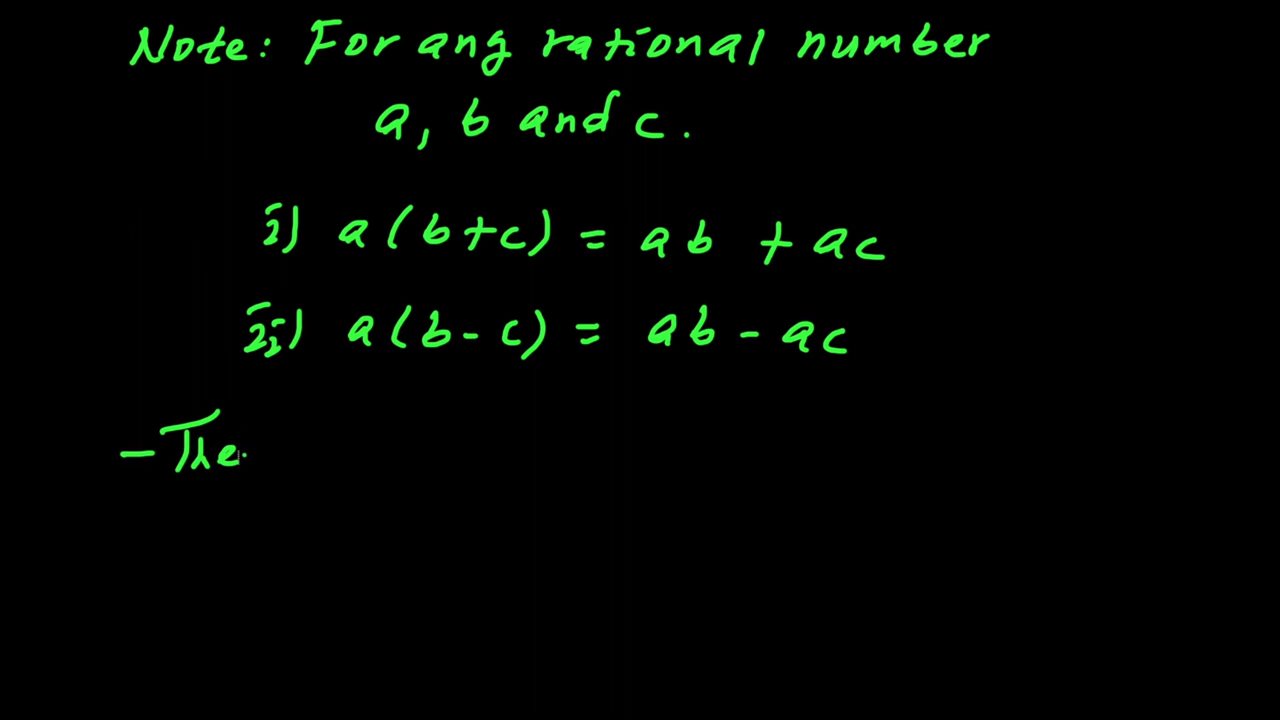 Note: For any rational number
a, b and c.
i) a(b+c) = ab + ac
ii) a(b-c) = ab - ac
- The